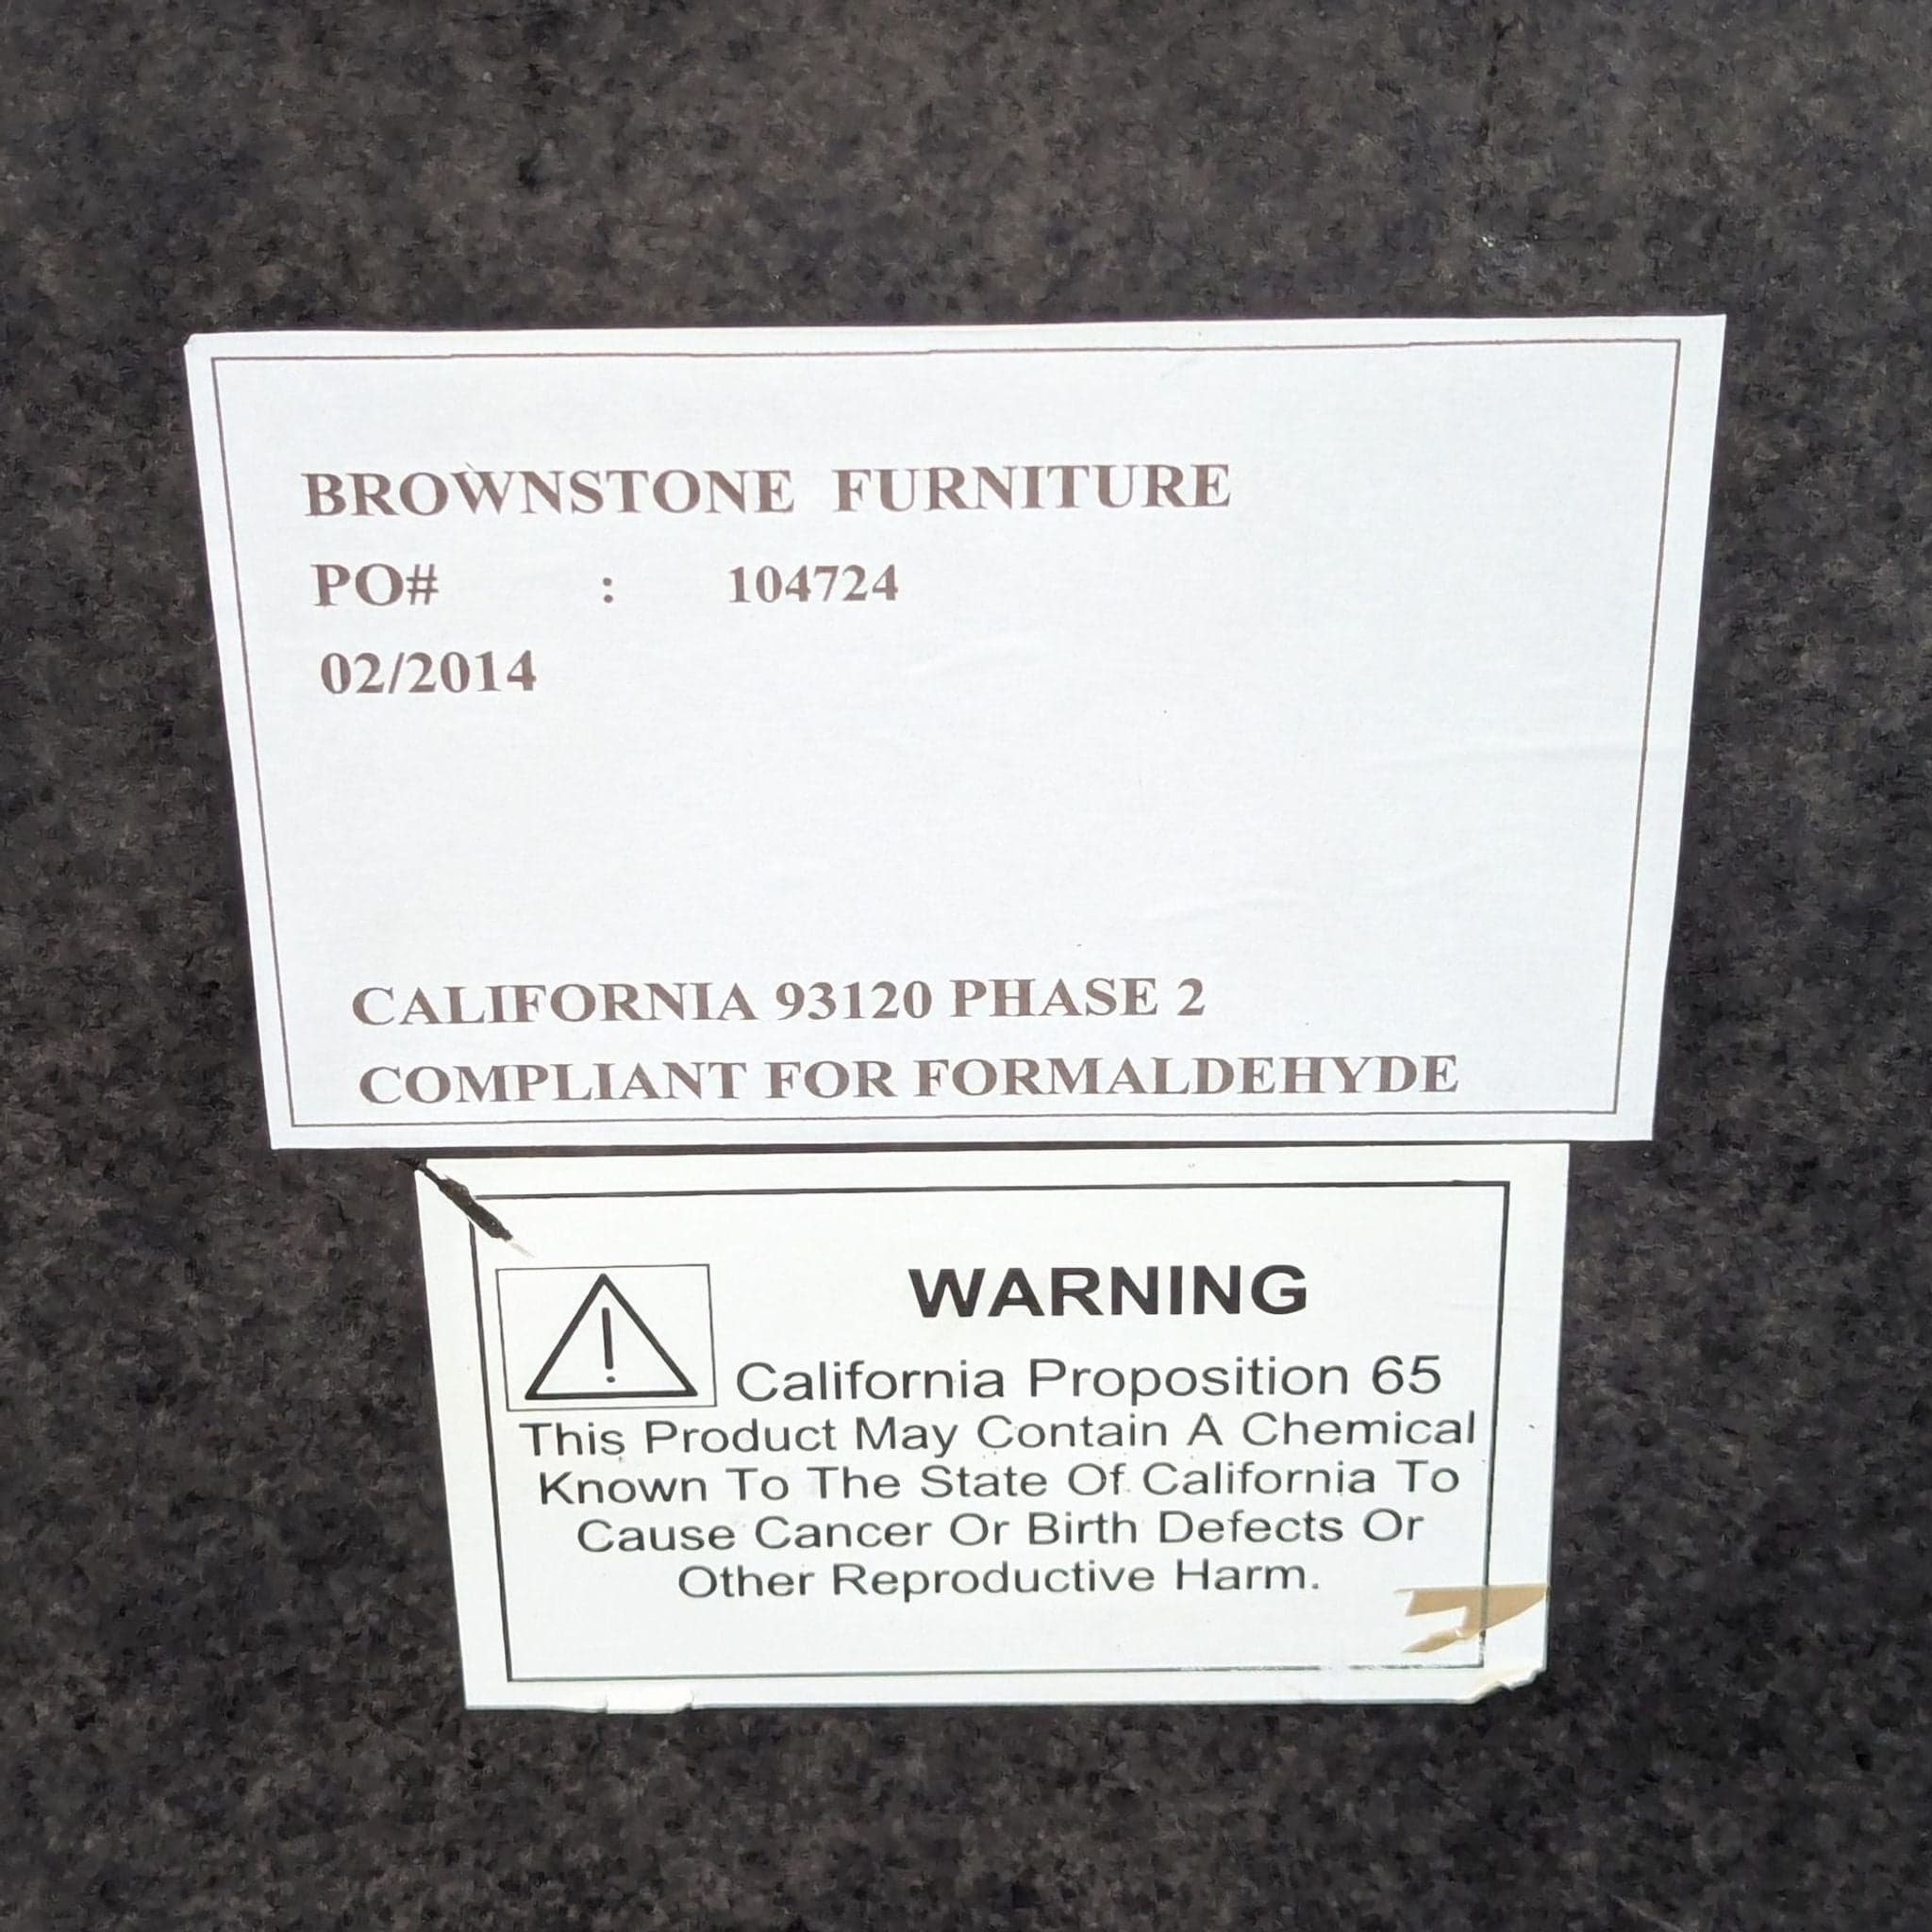 BROWNSTONE FURNITURE
PO# : 104724
02/2014
CALIFORNIA 93120 PHASE 2
COMPLIANT FOR FORMALDEHYDE
WARNING
California Proposition 65
This Product May Contain A Chemical
Known To The State Of California To
Cause Cancer Or Birth Defects Or
Other Reproductive Harm.